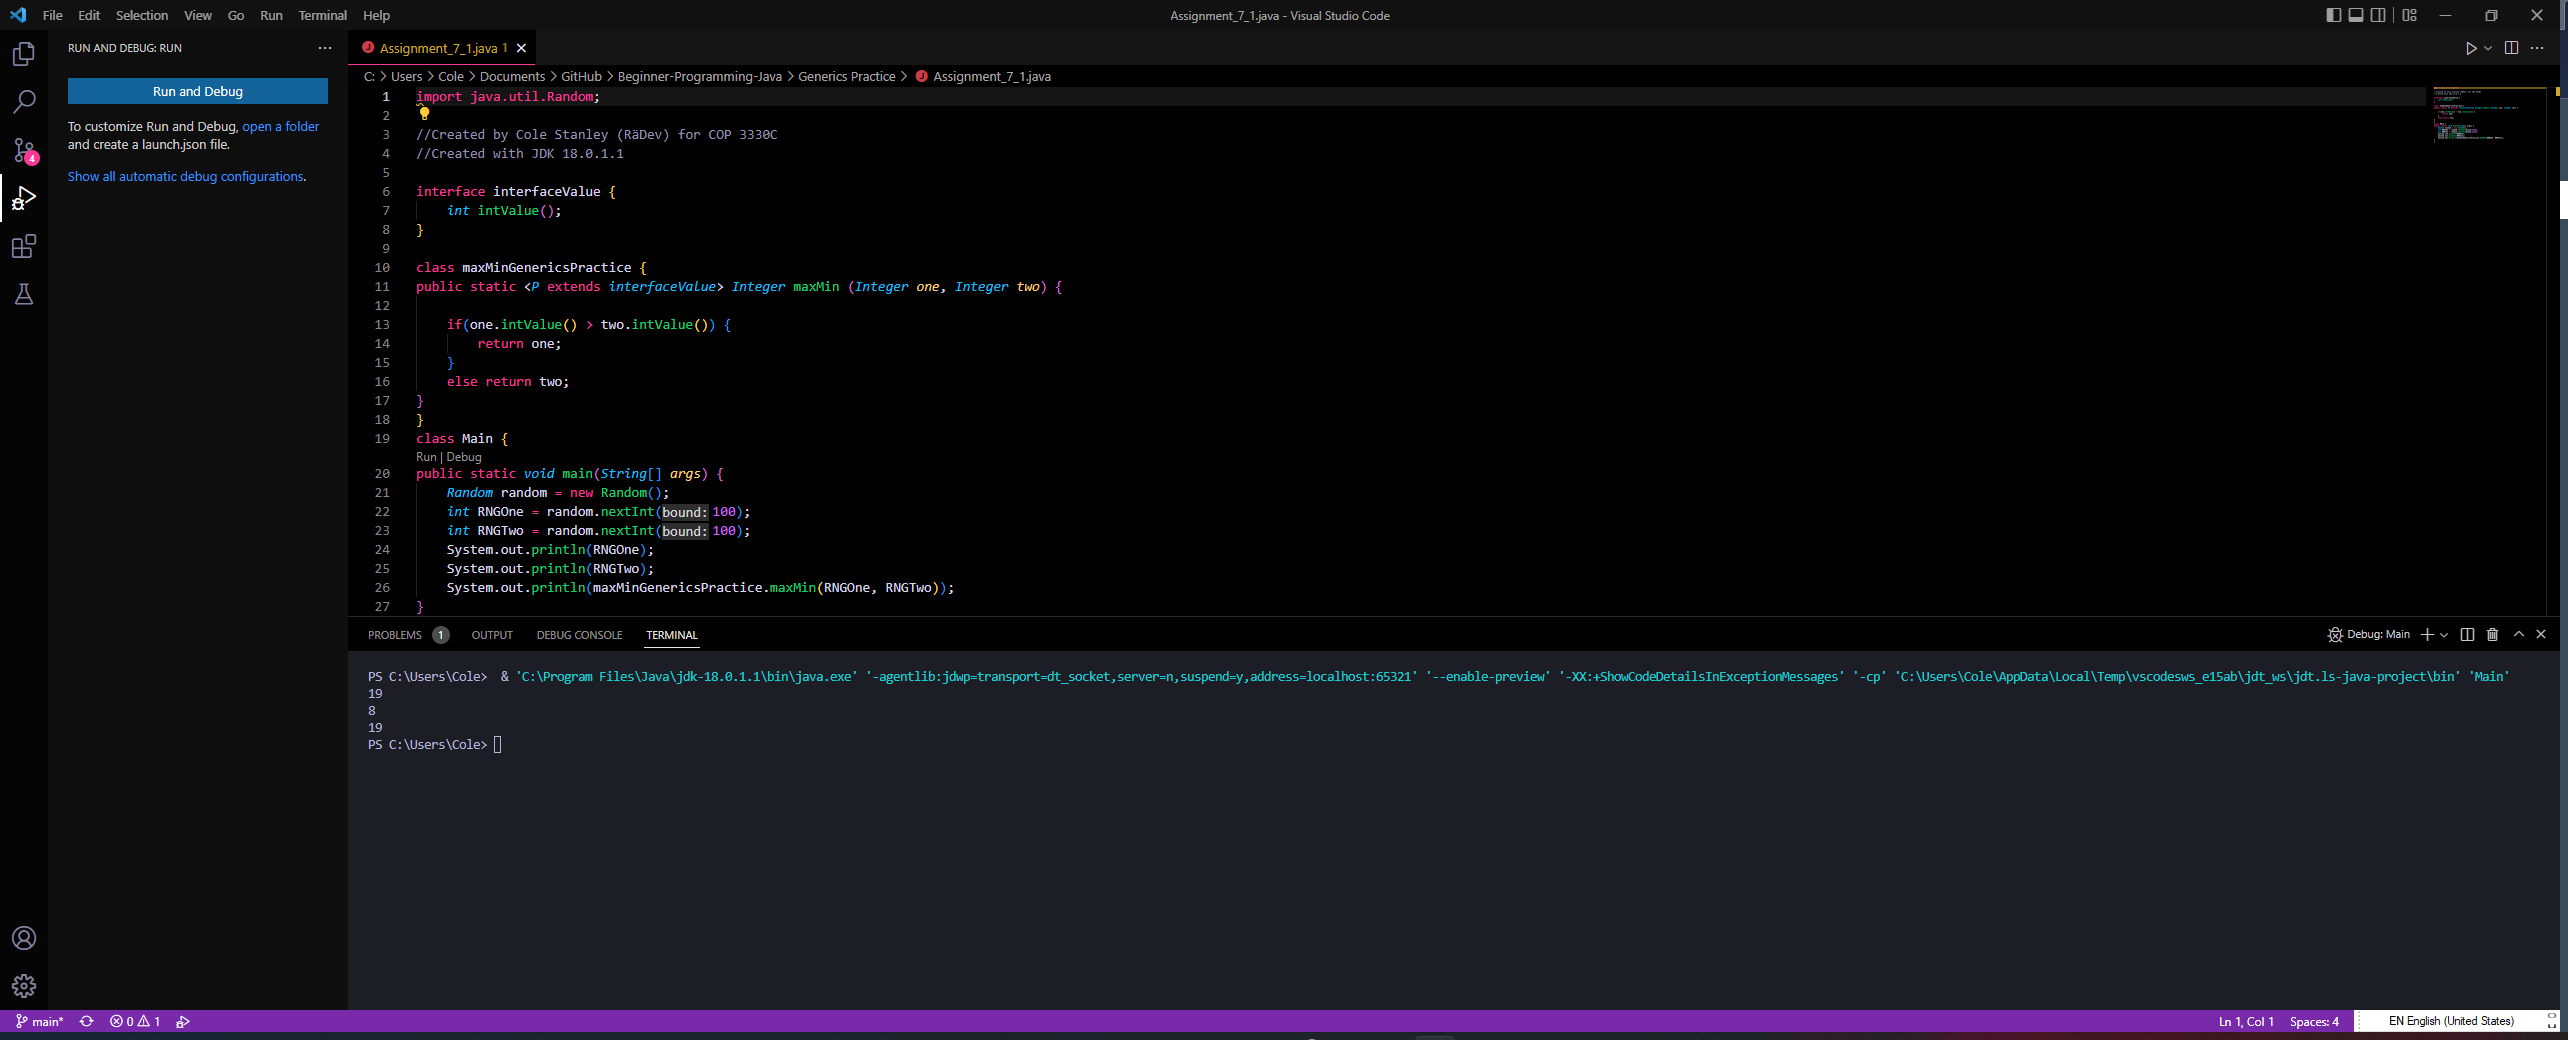 File Edit Selection View Go Run Terminal Help
Assignment_7_1.java - Visual Studio Code
RUN AND DEBUG: RUN
Run and Debug
To customize Run and Debug, open a folder
and create a launch.json file.
Show all automatic debug configurations.
4
Assignment_7_1.java 1
C: > Users > Cole > Documents > GitHub > Beginner-Programming-Java > Generics Practice > Assignment_7_1.java
1 import java.util.Random;
2
3 //Created by Cole Stanley (RäDev) for COP 3330C
4 //Created with JDK 18.0.1.1
5
6 interface interfaceValue {
7 int intValue();
8 }
9
10 class maxMinGenericsPractice {
11 public static <P extends interfaceValue> Integer maxMin (Integer one, Integer two) {
12
13 if(one.intValue() > two.intValue()) {
14 return one;
15 }
16 else return two;
17 }
18 }
19 class Main {
Run | Debug
20 public static void main(String[] args) {
21 Random random = new Random();
22 int RNGOne = random.nextInt(bound:100);
23 int RNGTwo = random.nextInt(bound:100);
24 System.out.println(RNGOne);
25 System.out.println(RNGTwo);
26 System.out.println(maxMinGenericsPractice.maxMin(RNGOne, RNGTwo));
27 }
PROBLEMS 1 OUTPUT DEBUG CONSOLE TERMINAL
Debug: Main
PS C:\Users\Cole> & 'C:\Program Files\Java\jdk-18.0.1.1\bin\java.exe' '-agentlib:jdwp=transport=dt_socket,server=n,suspend=y,address=localhost:65321' '--enable-preview' '-XX:+ShowCodeDetailsInExceptionMessages' '-cp' 'C:\Users\Cole\AppData\Local\Temp\vscodesws_e15ab\jdt_ws\jdt.ls-java-project\bin' 'Main'
19
8
19
PS C:\Users\Cole>
main* 0 1
Ln 1, Col 1 Spaces: 4
EN English (United States)